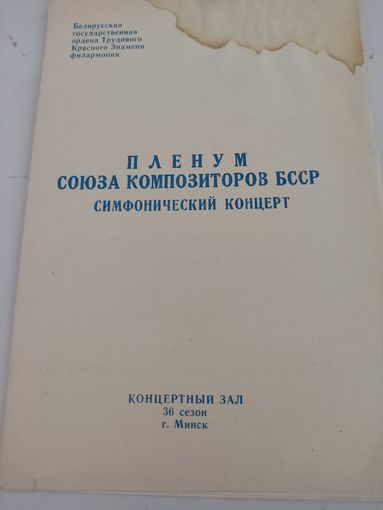 Белорусская
государственная
ордена Трудового
Красного Знамени
филармония
ПЛЕНУМ
СОЮЗА КОМПОЗИТОРОВ БССР
СИМФОНИЧЕСКИЙ КОНЦЕРТ
КОНЦЕРТНЫЙ ЗАЛ
36 сезон
г. Минск